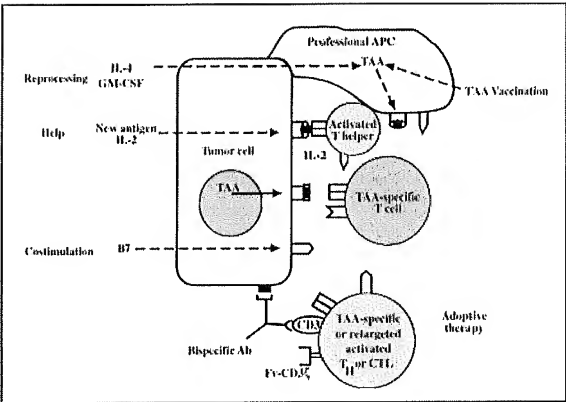 Professional APC
TAA
Reprocessing
IL-4
GM-CSF
TAA Vaccination
Help
New antigen
IL-2
Activated
T helper
IL-2
Tumor cell
TAA
TAA-specific
T cell
Costimulation
B7
CD3
TAA-specific
or retargeted
activated
TH or CTL
Adoptive
therapy
Bispecific Ab
Fv-CD3ζ